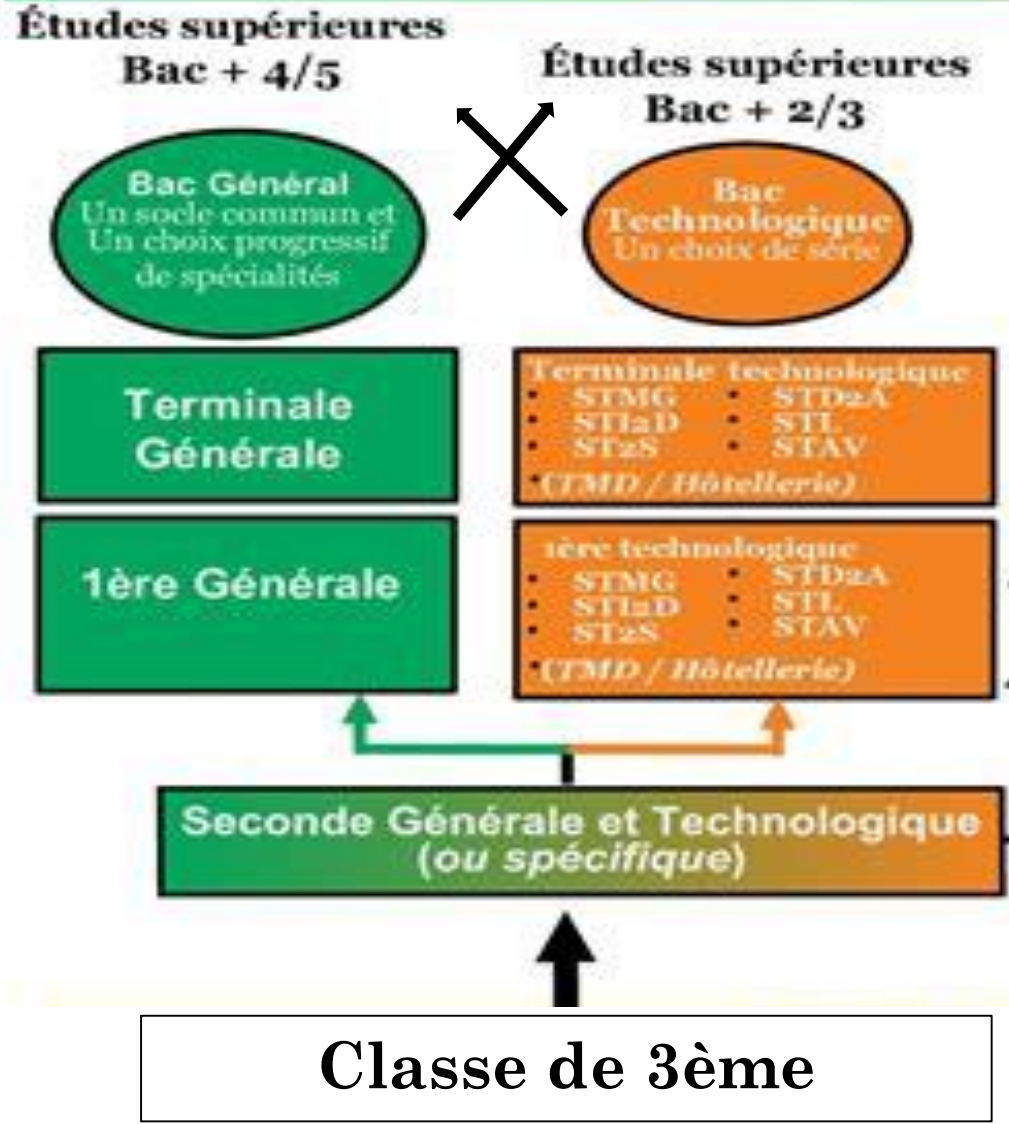 Études supérieures
Bac + 4/5
Études supérieures
Bac + 2/3
Bac Général
Un socle commun et
Un choix progressif
de spécialités
Bac
Technologique
Un choix de série
Terminale
Générale
Terminale technologique
• STMG • STD2A
• STI2D • STL
• ST2S • STAV
•(TMD / Hôtellerie)
1ère Générale
1ère technologique
• STMG • STD2A
• STI2D • STL
• ST2S • STAV
•(TMD / Hôtellerie)
Seconde Générale et Technologique
(ou spécifique)
Classe de 3ème